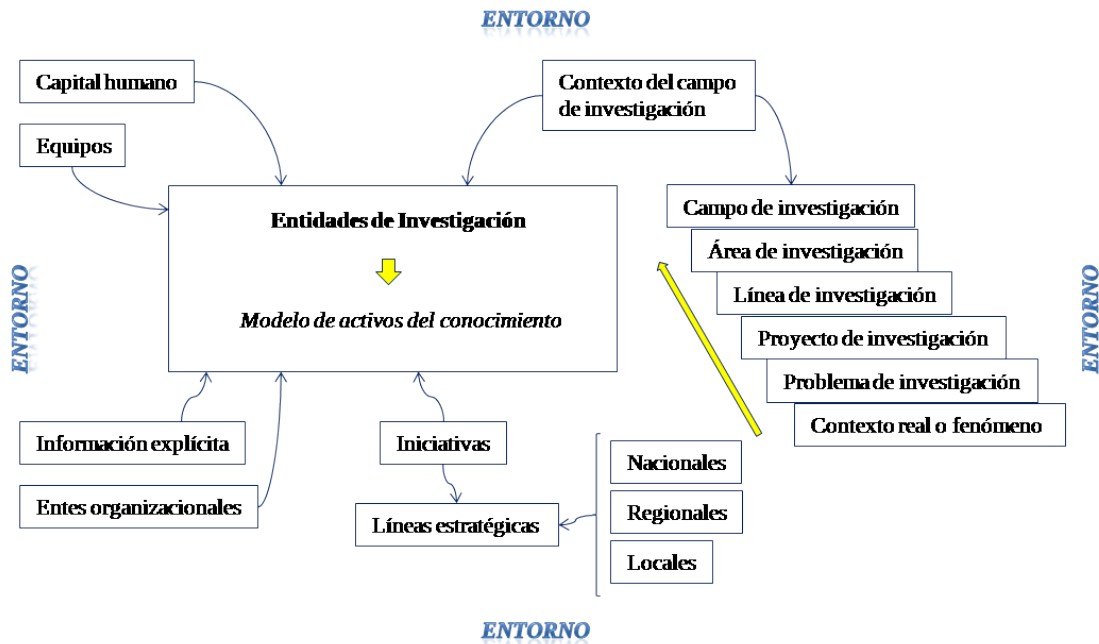 ENTORNO
Capital humano
Contexto del campo
de investigación
Equipos
Entidades de Investigación
Modelo de activos del conocimiento
Campo de investigación
Área de investigación
Línea de investigación
Proyecto de investigación
Problema de investigación
Contexto real o fenómeno
ENTORNO
ENTORNO
Información explícita
Entes organizacionales
Iniciativas
Líneas estratégicas
Nacionales
Regionales
Locales
ENTORNO